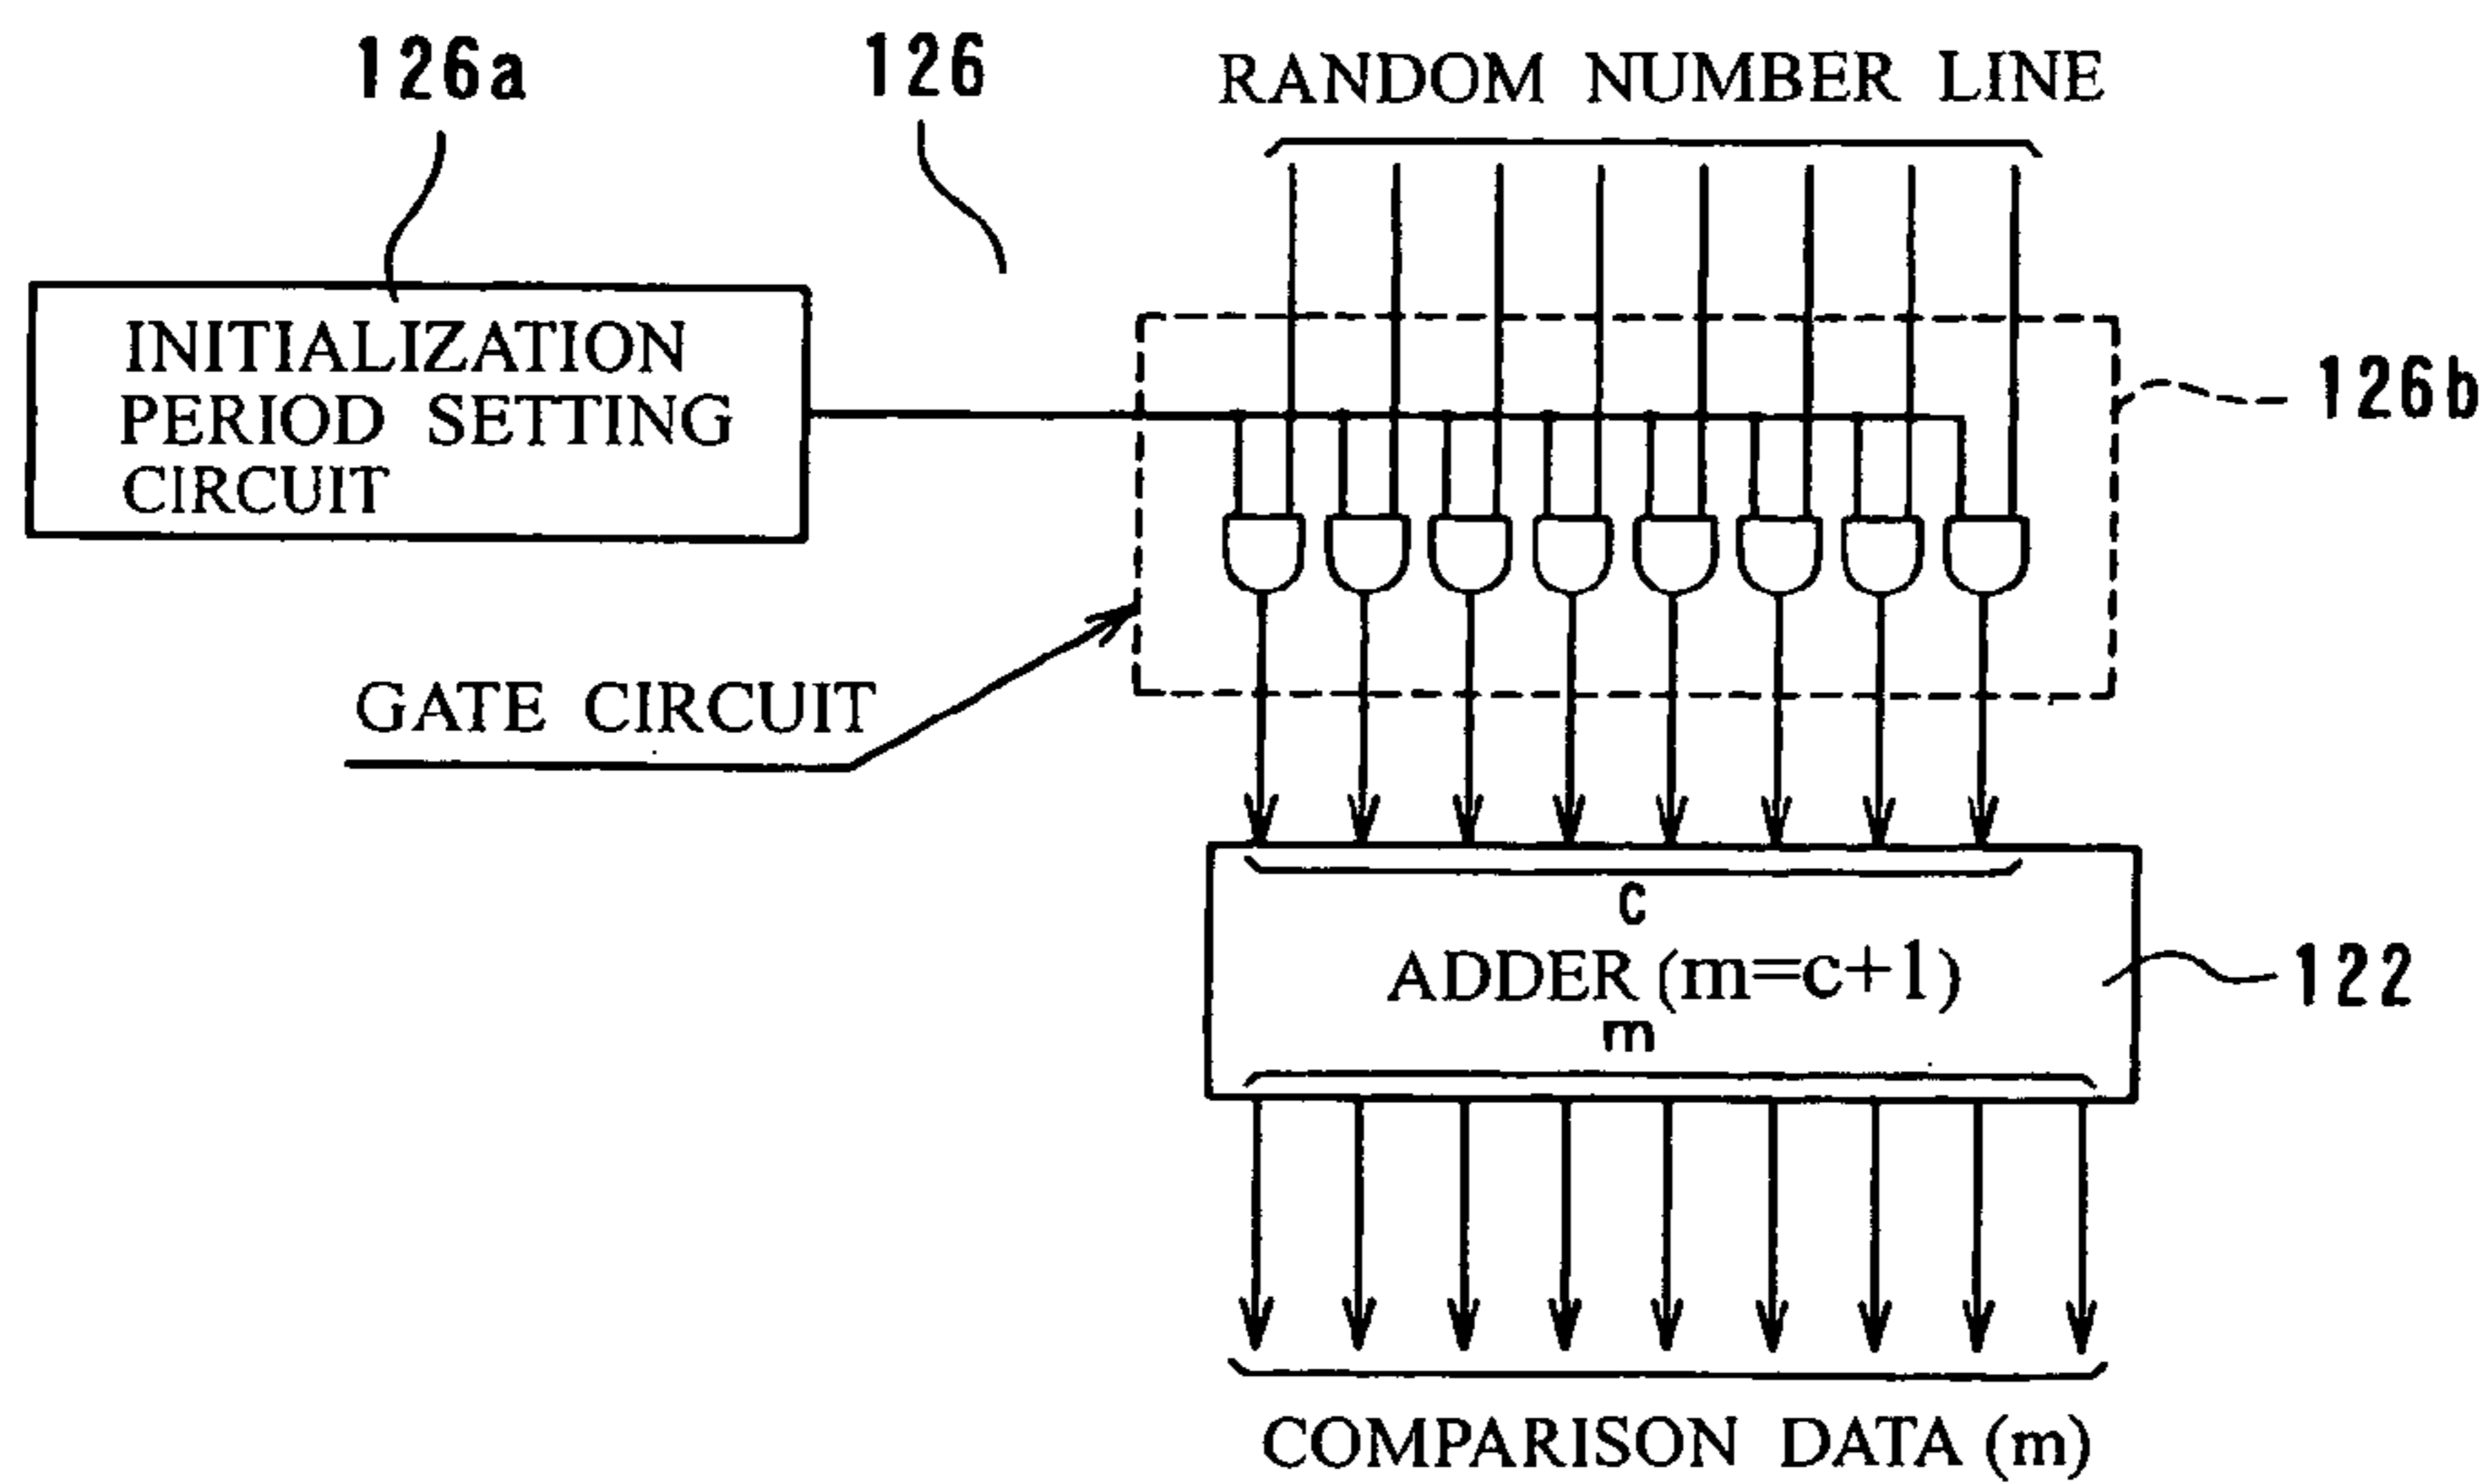 126a
126
RANDOM NUMBER LINE
INITIALIZATION
PERIOD SETTING
CIRCUIT
126b
GATE CIRCUIT
c
ADDER (m=c+1)
m
122
COMPARISON DATA (m)